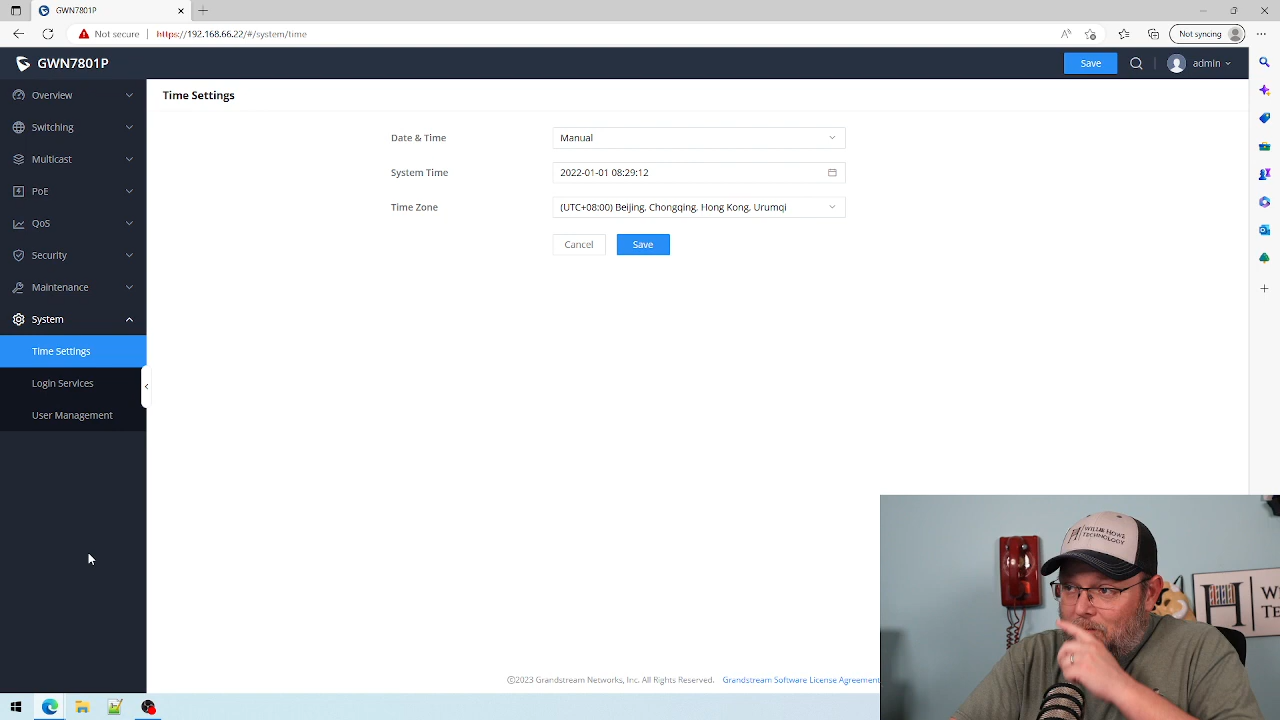 GWN7801P
Not secure
https://192.168.66.22/#/system/time
Not syncing
GWN7801P
Save
admin
Overview
Switching
Multicast
PoE
QoS
Security
Maintenance
System
Time Settings
Login Services
User Management
Time Settings
Date & Time
Manual
System Time
2022-01-01 08:29:12
Time Zone
(UTC+08:00) Beijing, Chongqing, Hong Kong, Urumqi
Cancel
Save
©2023 Grandstream Networks, Inc. All Rights Reserved.
Grandstream Software License Agreement
WILLIE HOWE
TECHNOLOGY